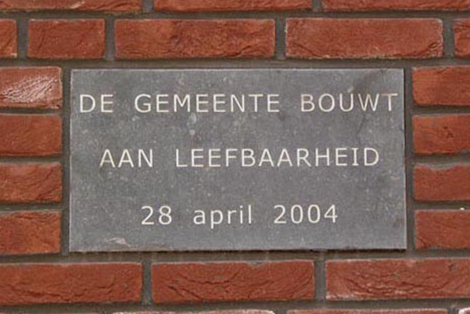 DE GEMEENTE BOUWT
AAN LEEFBAARHEID
28 april 2004